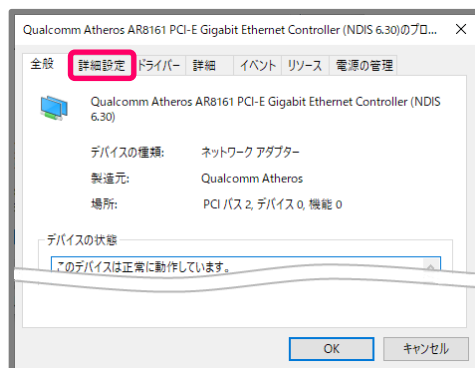 Qualcomm Atheros AR8161 PCI-E Gigabit Ethernet Controller (NDIS 6.30)のプロ...
全般 詳細設定 ドライバー 詳細 イベント リソース 電源の管理
Qualcomm Atheros AR8161 PCI-E Gigabit Ethernet Controller (NDIS
6.30)
デバイスの種類: ネットワーク アダプター
製造元: Qualcomm Atheros
場所: PCI バス 2, デバイス 0, 機能 0
デバイスの状態
このデバイスは正常に動作しています。
OK キャンセル